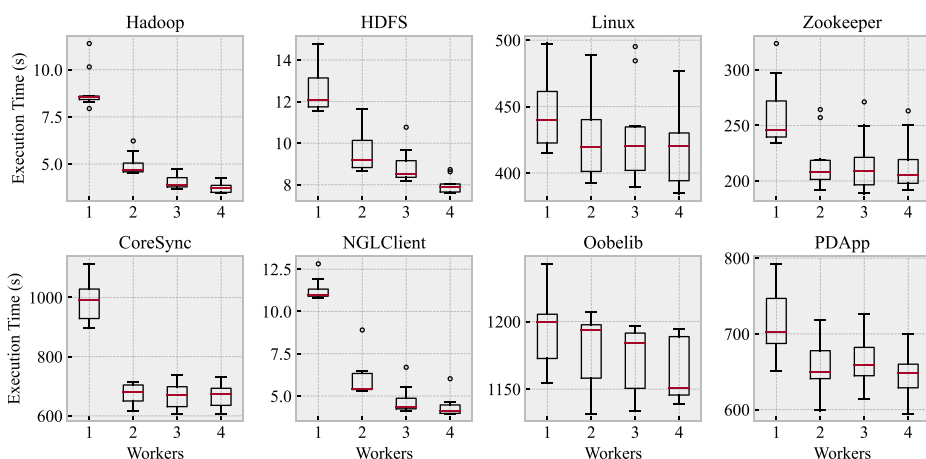 Hadoop HDFS Linux Zookeeper
Execution Time (s)
10.0
7.5
5.0
1 2 3 4
14
12
10
8
1 2 3 4
500
450
400
1 2 3 4
300
250
200
1 2 3 4
CoreSync NGLClient Oobelib PDApp
Execution Time (s)
1000
800
600
1 2 3 4
Workers
12.5
10.0
7.5
5.0
1 2 3 4
Workers
1200
1150
1 2 3 4
Workers
800
700
600
1 2 3 4
Workers